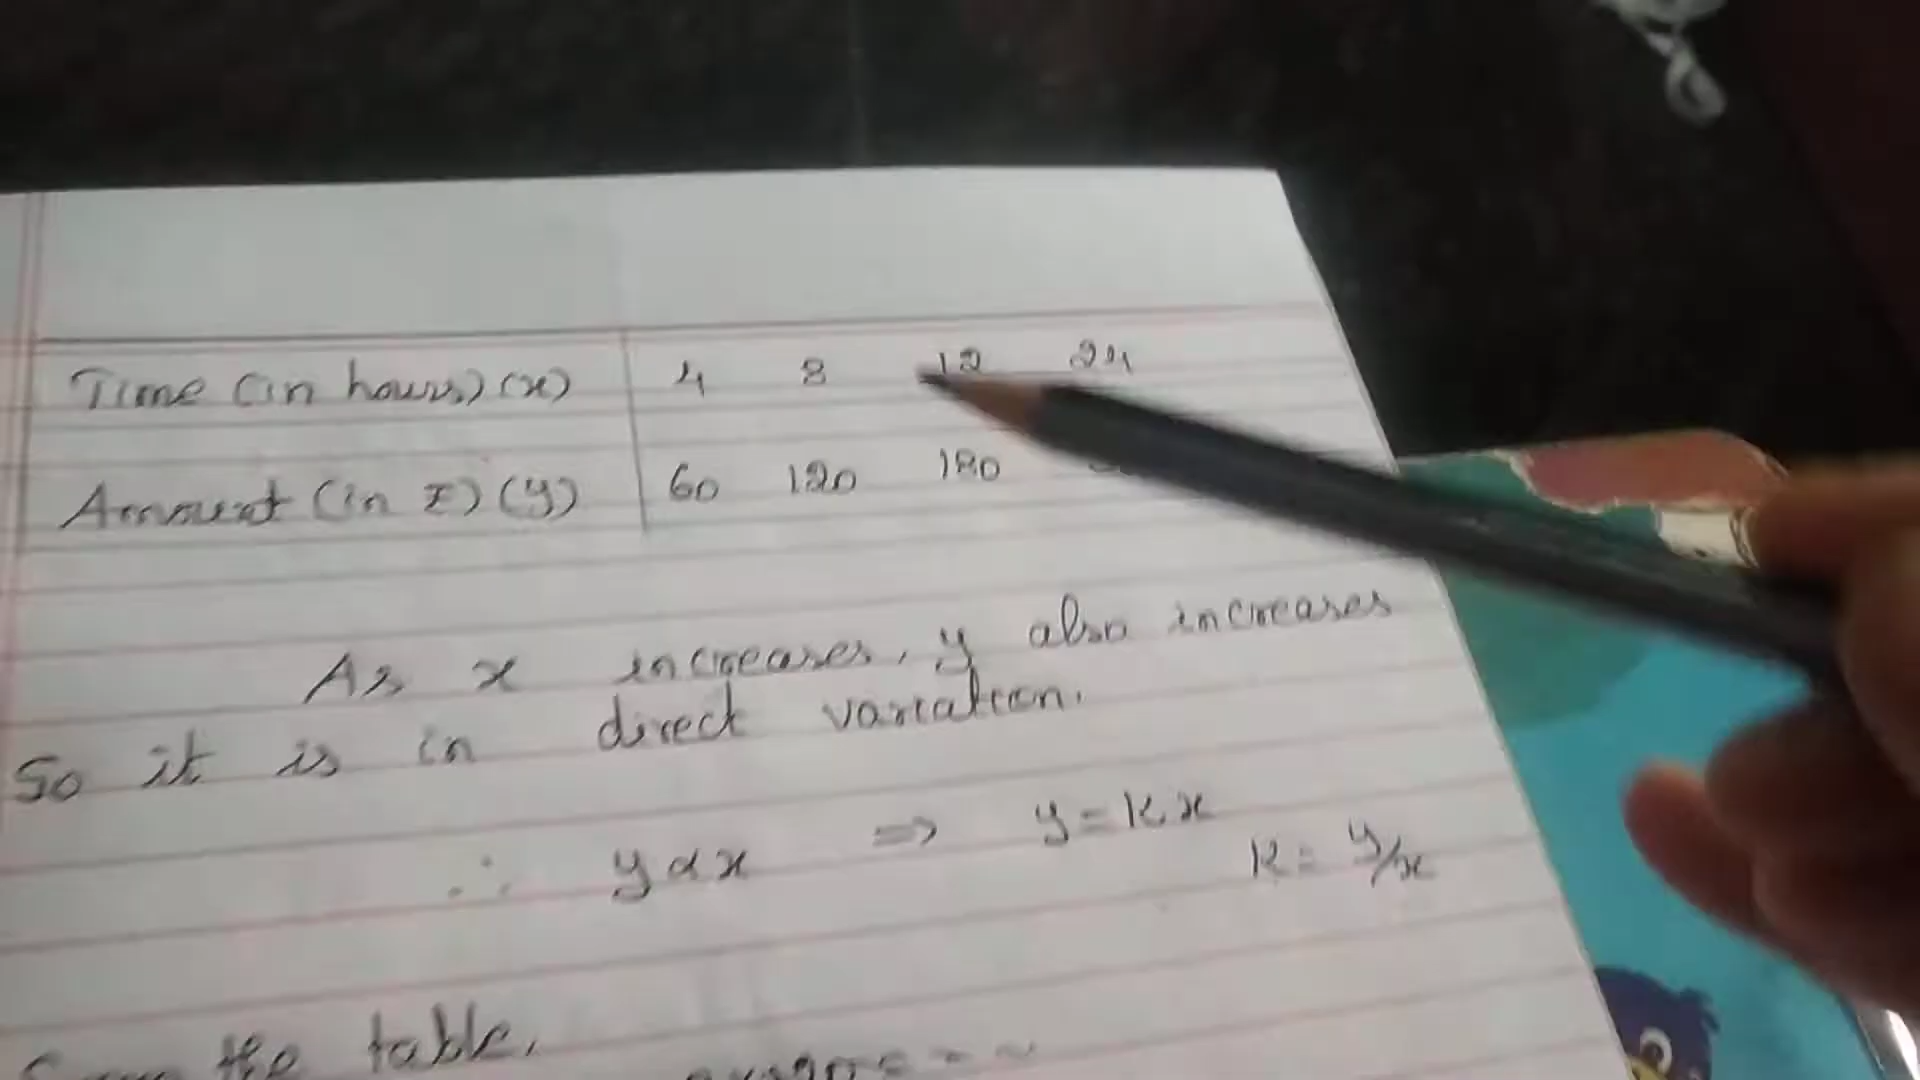 Time (in hours) (x) 4 8 12 24
Amount (in ₹) (y) 60 120 180
As x increases, y also increases
So it is in direct variation.
∴ y α x ⇒ y = kx
k = y/x
the table,